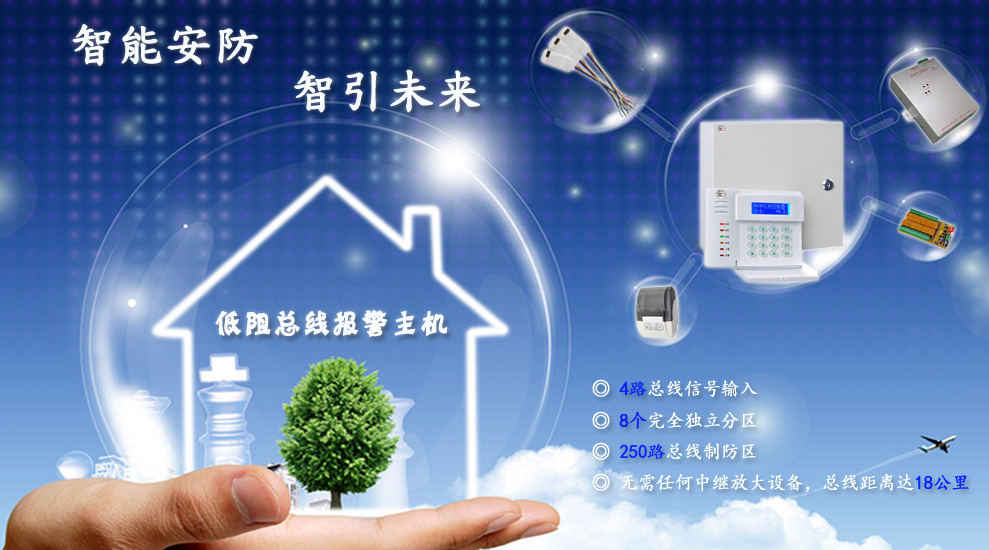 智能安防
智引未来
低阻总线报警主机
◎ 4路总线信号输入
◎ 8个完全独立分区
◎ 250路总线制防区
◎ 无需任何中继放大设备，总线距离达18公里